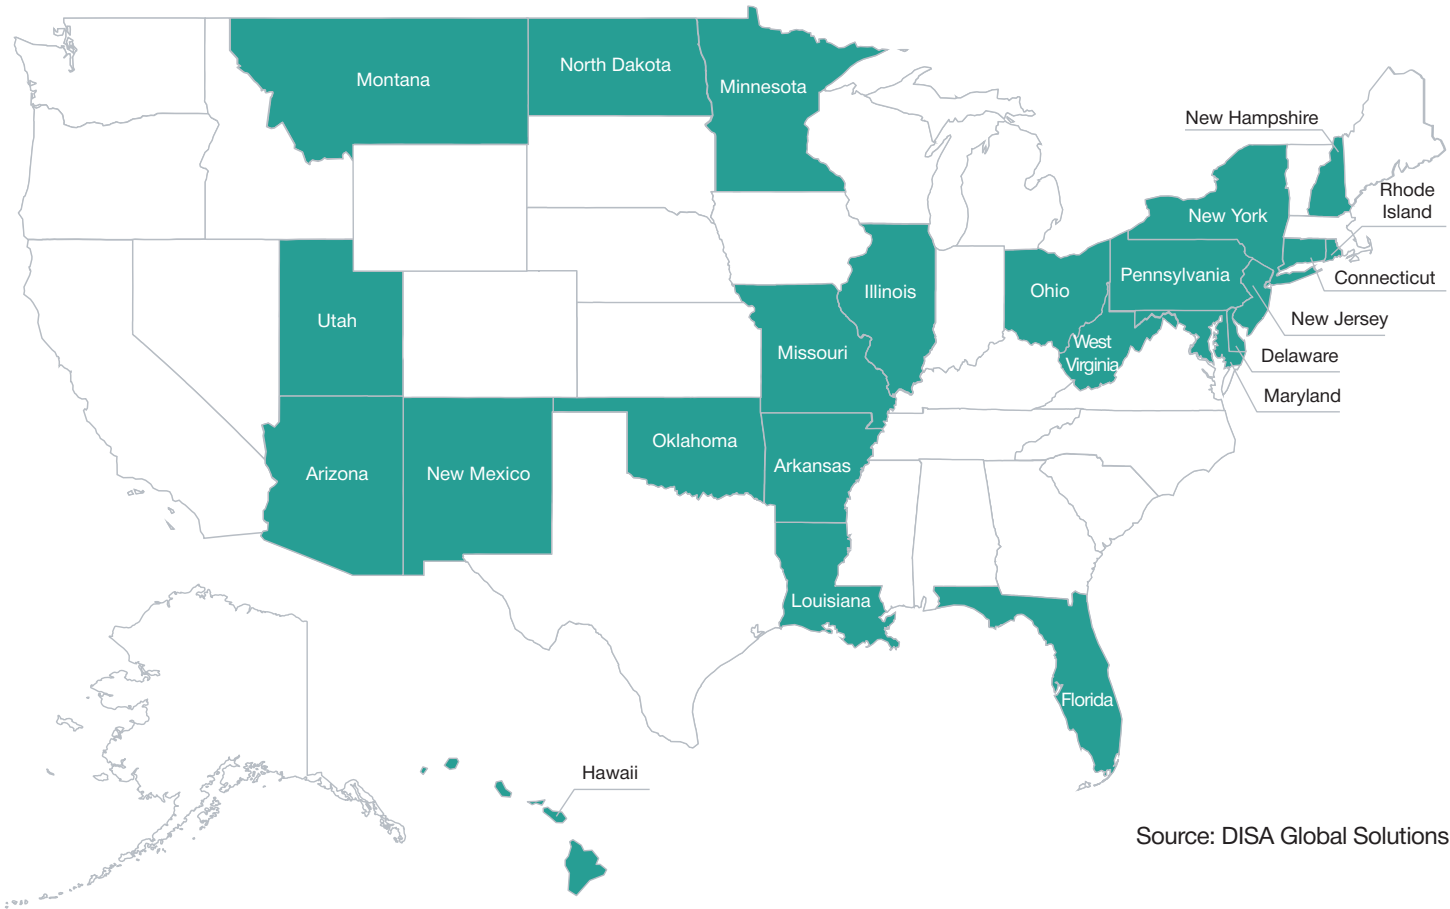 Montana
North Dakota
Minnesota
New Hampshire
Rhode
Island
New York
Connecticut
Pennsylvania
Illinois
Ohio
Utah
New Jersey
Missouri
West
Virginia
Delaware
Maryland
Oklahoma
Arkansas
Arizona
New Mexico
Louisiana
Florida
Hawaii
Source: DISA Global Solutions